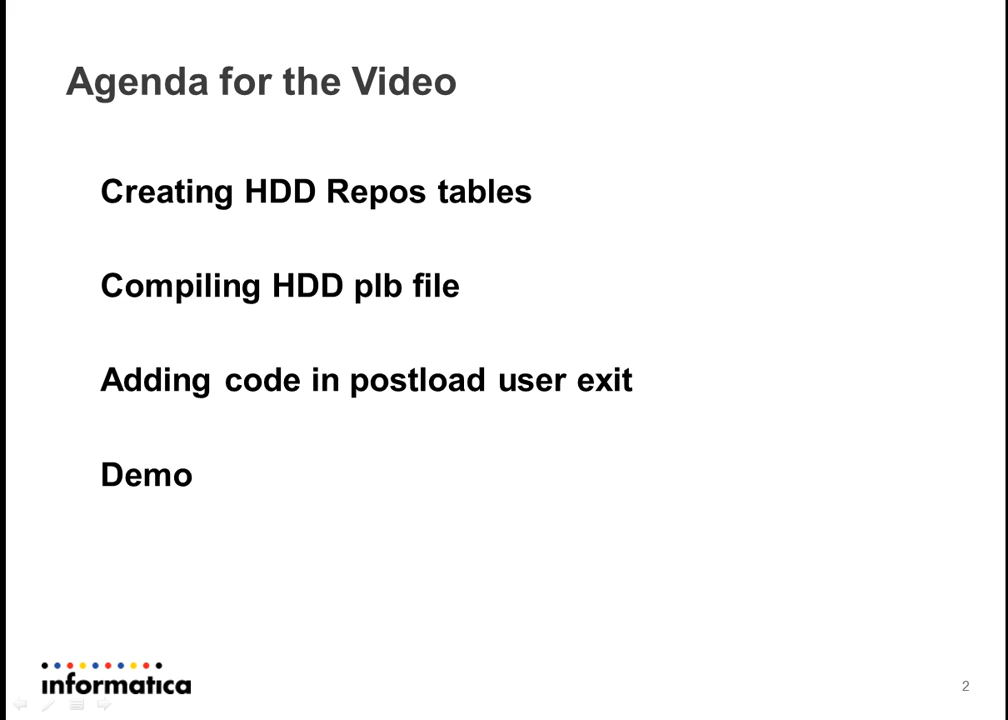 Agenda for the Video
Creating HDD Repos tables
Compiling HDD plb file
Adding code in postload user exit
Demo
informatica
2